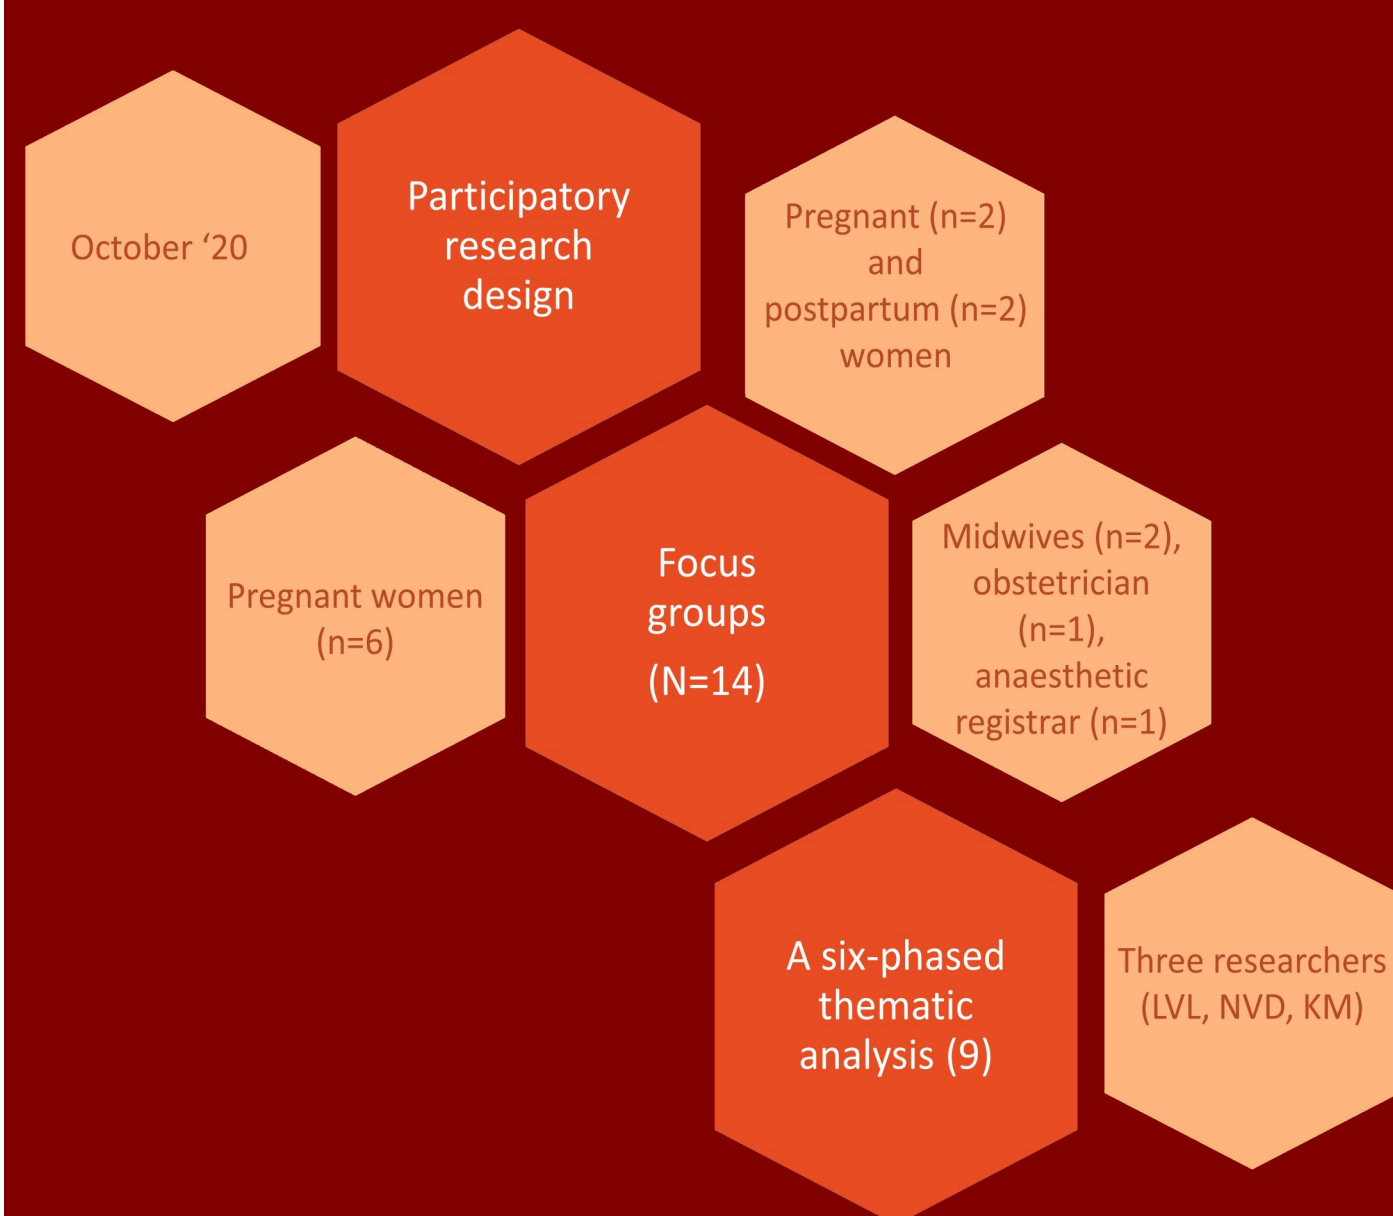 October ‘20
Participatory
research
design
Pregnant (n=2)
and
postpartum (n=2)
women
Pregnant women
(n=6)
Focus
groups
(N=14)
Midwives (n=2),
obstetrician
(n=1),
anaesthetic
registrar (n=1)
A six-phased
thematic
analysis (9)
Three researchers
(LVL, NVD, KM)